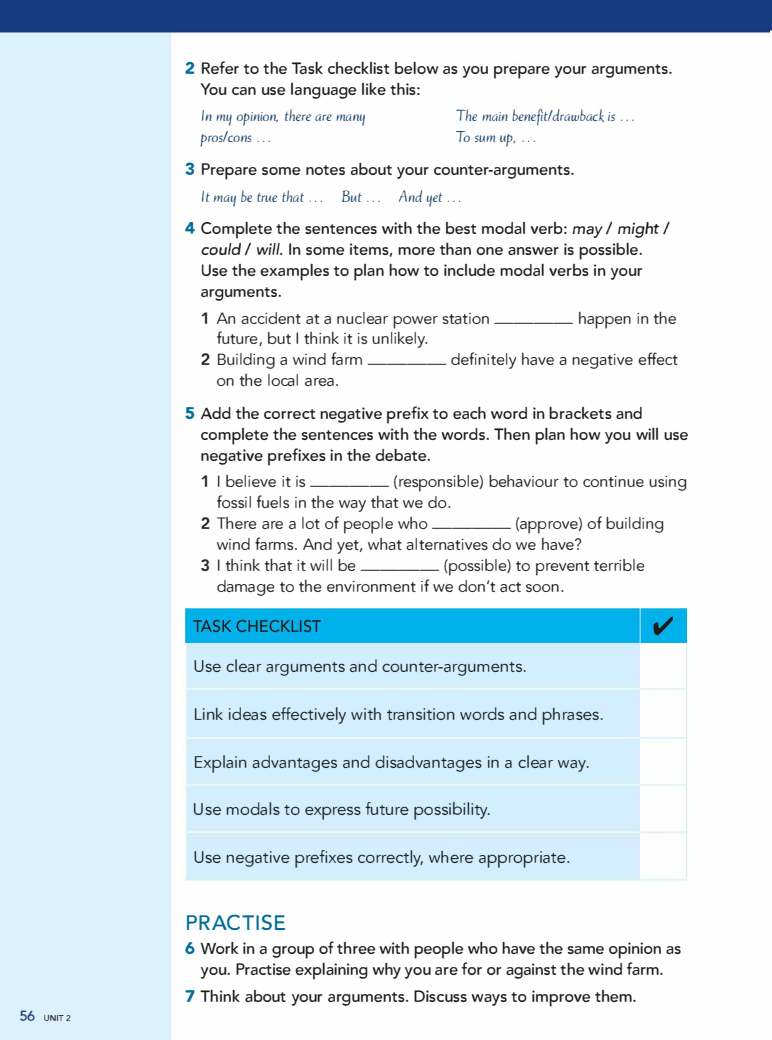 2 Refer to the Task checklist below as you prepare your arguments.
You can use language like this:
In my opinion, there are many
pros/cons ...
The main benefit/drawback is ...
To sum up, ...
3 Prepare some notes about your counter-arguments.
It may be true that ... But ... And yet ...
4 Complete the sentences with the best modal verb: may / might /
could / will. In some items, more than one answer is possible.
Use the examples to plan how to include modal verbs in your
arguments.
1 An accident at a nuclear power station _________ happen in the
future, but I think it is unlikely.
2 Building a wind farm _________ definitely have a negative effect
on the local area.
5 Add the correct negative prefix to each word in brackets and
complete the sentences with the words. Then plan how you will use
negative prefixes in the debate.
1 I believe it is _________ (responsible) behaviour to continue using
fossil fuels in the way that we do.
2 There are a lot of people who _________ (approve) of building
wind farms. And yet, what alternatives do we have?
3 I think that it will be _________ (possible) to prevent terrible
damage to the environment if we don't act soon.
TASK CHECKLIST ✔
Use clear arguments and counter-arguments.
Link ideas effectively with transition words and phrases.
Explain advantages and disadvantages in a clear way.
Use modals to express future possibility.
Use negative prefixes correctly, where appropriate.
PRACTISE
6 Work in a group of three with people who have the same opinion as
you. Practise explaining why you are for or against the wind farm.
7 Think about your arguments. Discuss ways to improve them.
56 UNIT 2